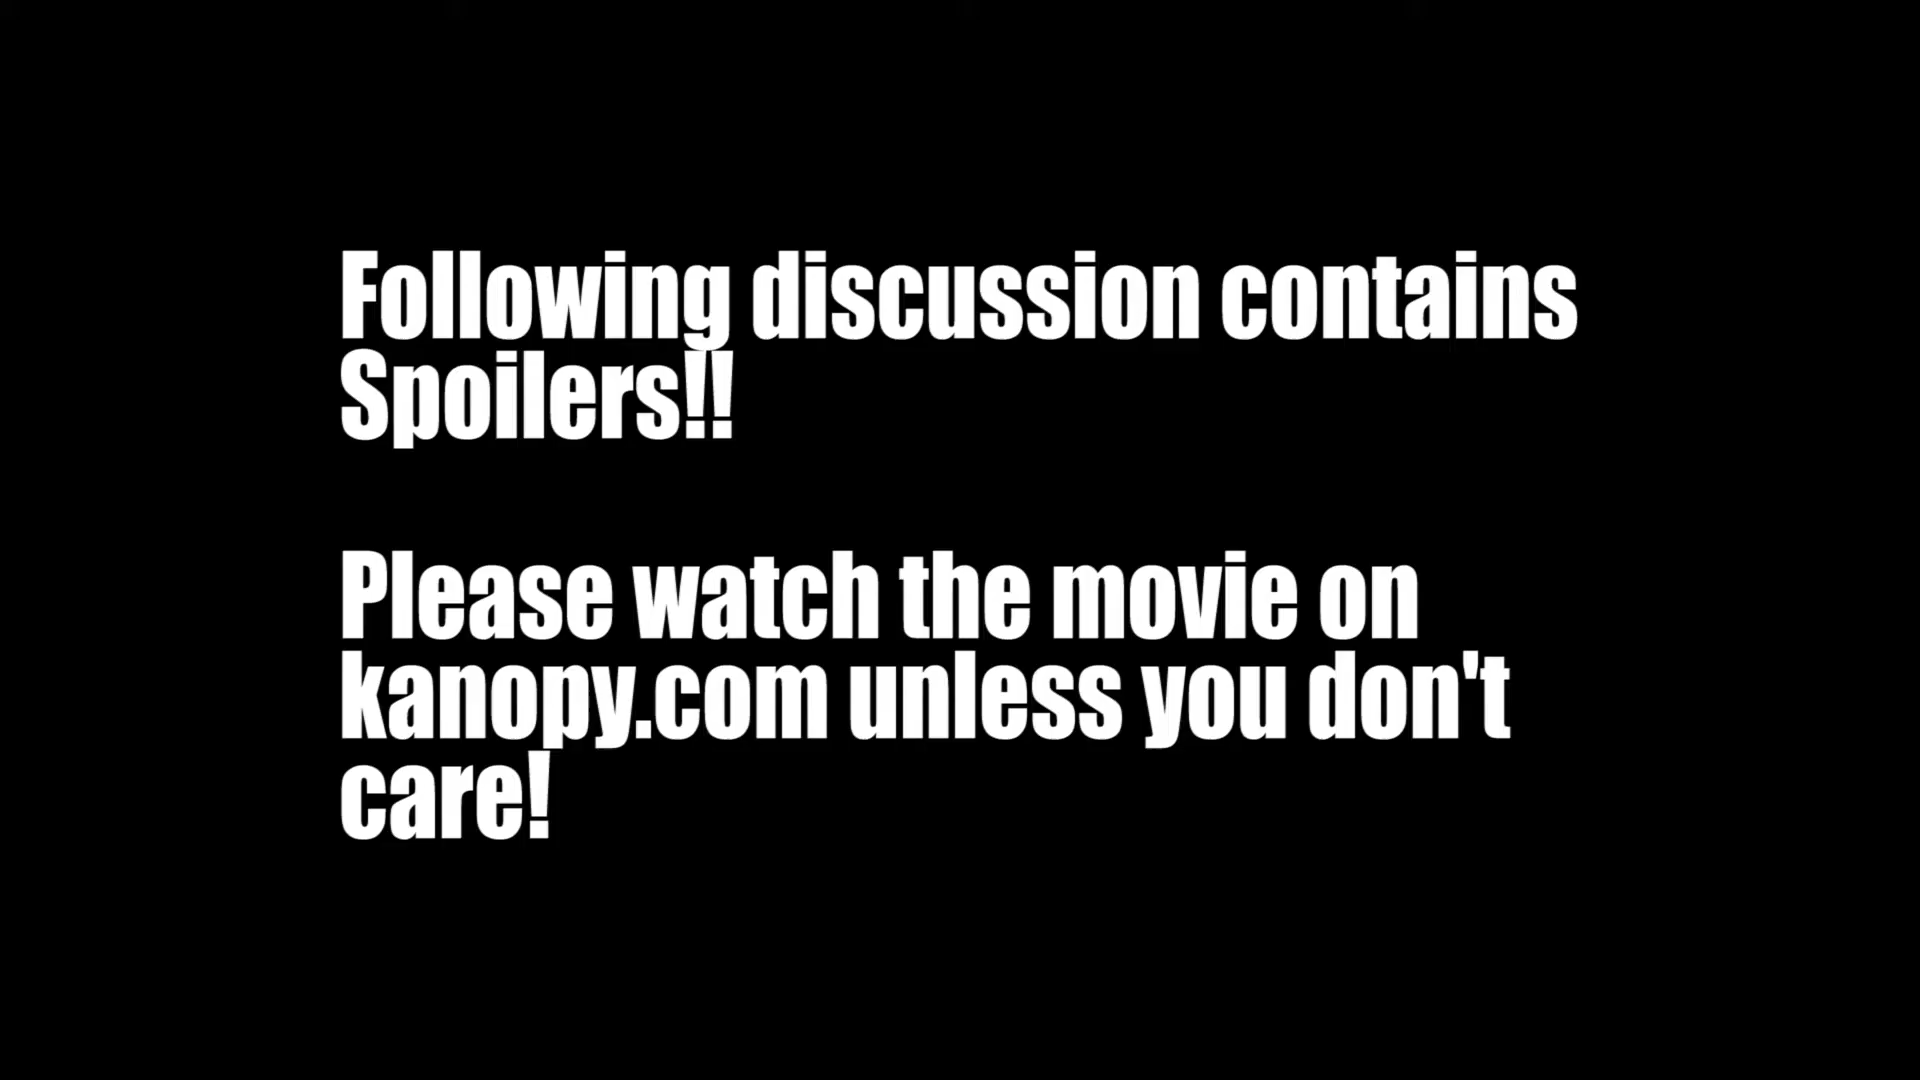 Following discussion contains
Spoilers!!
Please watch the movie on
kanopy.com unless you don't
care!